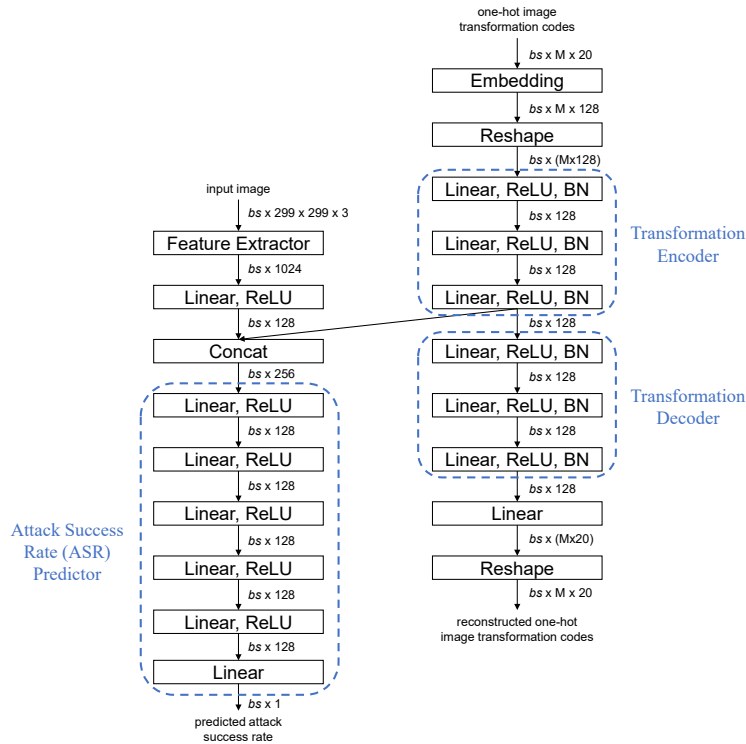 one-hot image
transformation codes
bs x M x 20
Embedding
bs x M x 128
Reshape
bs x (Mx128)
Linear, ReLU, BN
bs x 128
Linear, ReLU, BN
bs x 128
Linear, ReLU, BN
bs x 128
Transformation
Encoder
Linear, ReLU, BN
bs x 128
Linear, ReLU, BN
bs x 128
Linear, ReLU, BN
bs x 128
Transformation
Decoder
Linear
bs x (Mx20)
Reshape
bs x M x 20
reconstructed one-hot
image transformation codes
input image
bs x 299 x 299 x 3
Feature Extractor
bs x 1024
Linear, ReLU
bs x 128
Concat
bs x 256
Linear, ReLU
bs x 128
Linear, ReLU
bs x 128
Linear, ReLU
bs x 128
Linear, ReLU
bs x 128
Linear, ReLU
bs x 128
Linear
bs x 1
predicted attack
success rate
Attack Success
Rate (ASR)
Predictor